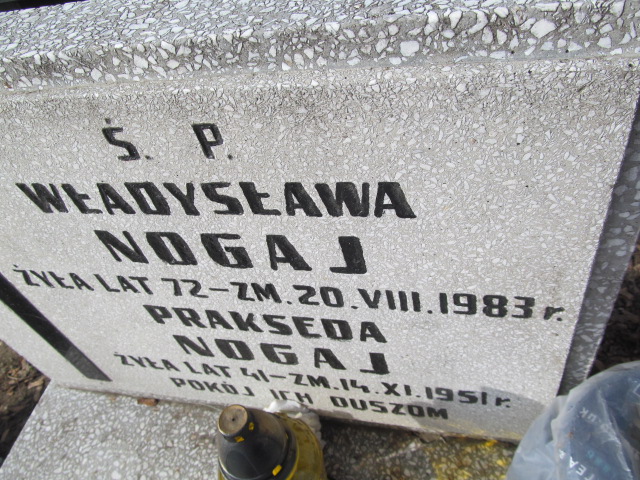 Ś. P.
WŁADYSŁAWA
NOGAJ
ŻYŁA LAT 72-ZM.20.VIII.1983 r.
PRAKSEDA
NOGAJ
ŻYŁA LAT 41-ZM.14.XI.1951 r.
POKÓJ ICH DUSZOM